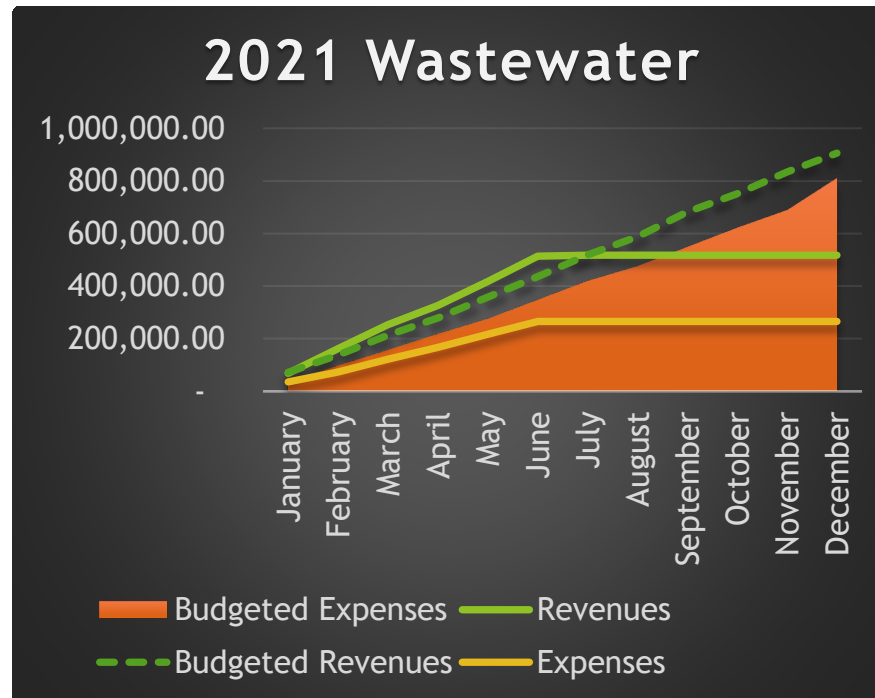 2021 Wastewater
1,000,000.00
800,000.00
600,000.00
400,000.00
200,000.00
-
January
February
March
April
May
June
July
August
September
October
November
December
Budgeted Expenses
Revenues
Budgeted Revenues
Expenses